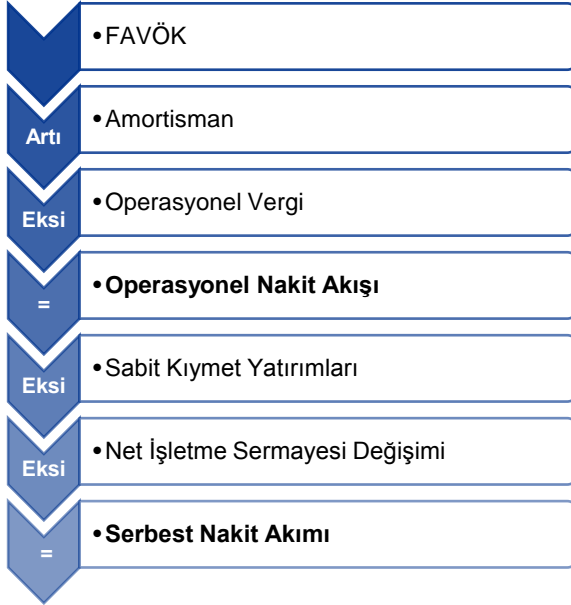 •FAVÖK
Artı
•Amortisman
Eksi
•Operasyonel Vergi
=
•Operasyonel Nakit Akışı
Eksi
•Sabit Kıymet Yatırımları
Eksi
•Net İşletme Sermayesi Değişimi
=
•Serbest Nakit Akımı